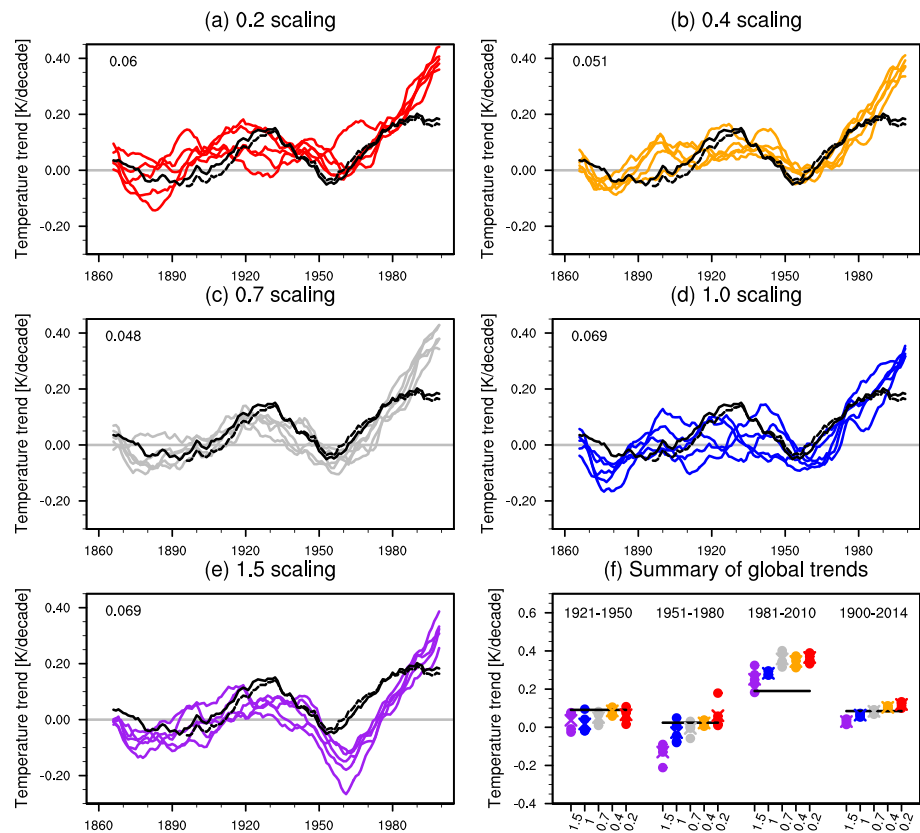 (a) 0.2 scaling
(b) 0.4 scaling
Temperature trend [K/decade]
0.40
0.20
0.00
-0.20
0.06
1860 1890 1920 1950 1980
Temperature trend [K/decade]
0.40
0.20
0.00
-0.20
0.051
1860 1890 1920 1950 1980
(c) 0.7 scaling
(d) 1.0 scaling
Temperature trend [K/decade]
0.40
0.20
0.00
-0.20
0.048
1860 1890 1920 1950 1980
Temperature trend [K/decade]
0.40
0.20
0.00
-0.20
0.069
1860 1890 1920 1950 1980
(e) 1.5 scaling
(f) Summary of global trends
Temperature trend [K/decade]
0.40
0.20
0.00
-0.20
0.069
1860 1890 1920 1950 1980
Temperature trend [K/decade]
0.6
0.4
0.2
0.0
-0.2
-0.4
1921-1950 1951-1980 1981-2010 1900-2014
1.5 1 0.7 0.4 0.2 1.5 1 0.7 0.4 0.2 1.5 1 0.7 0.4 0.2 1.5 1 0.7 0.4 0.2